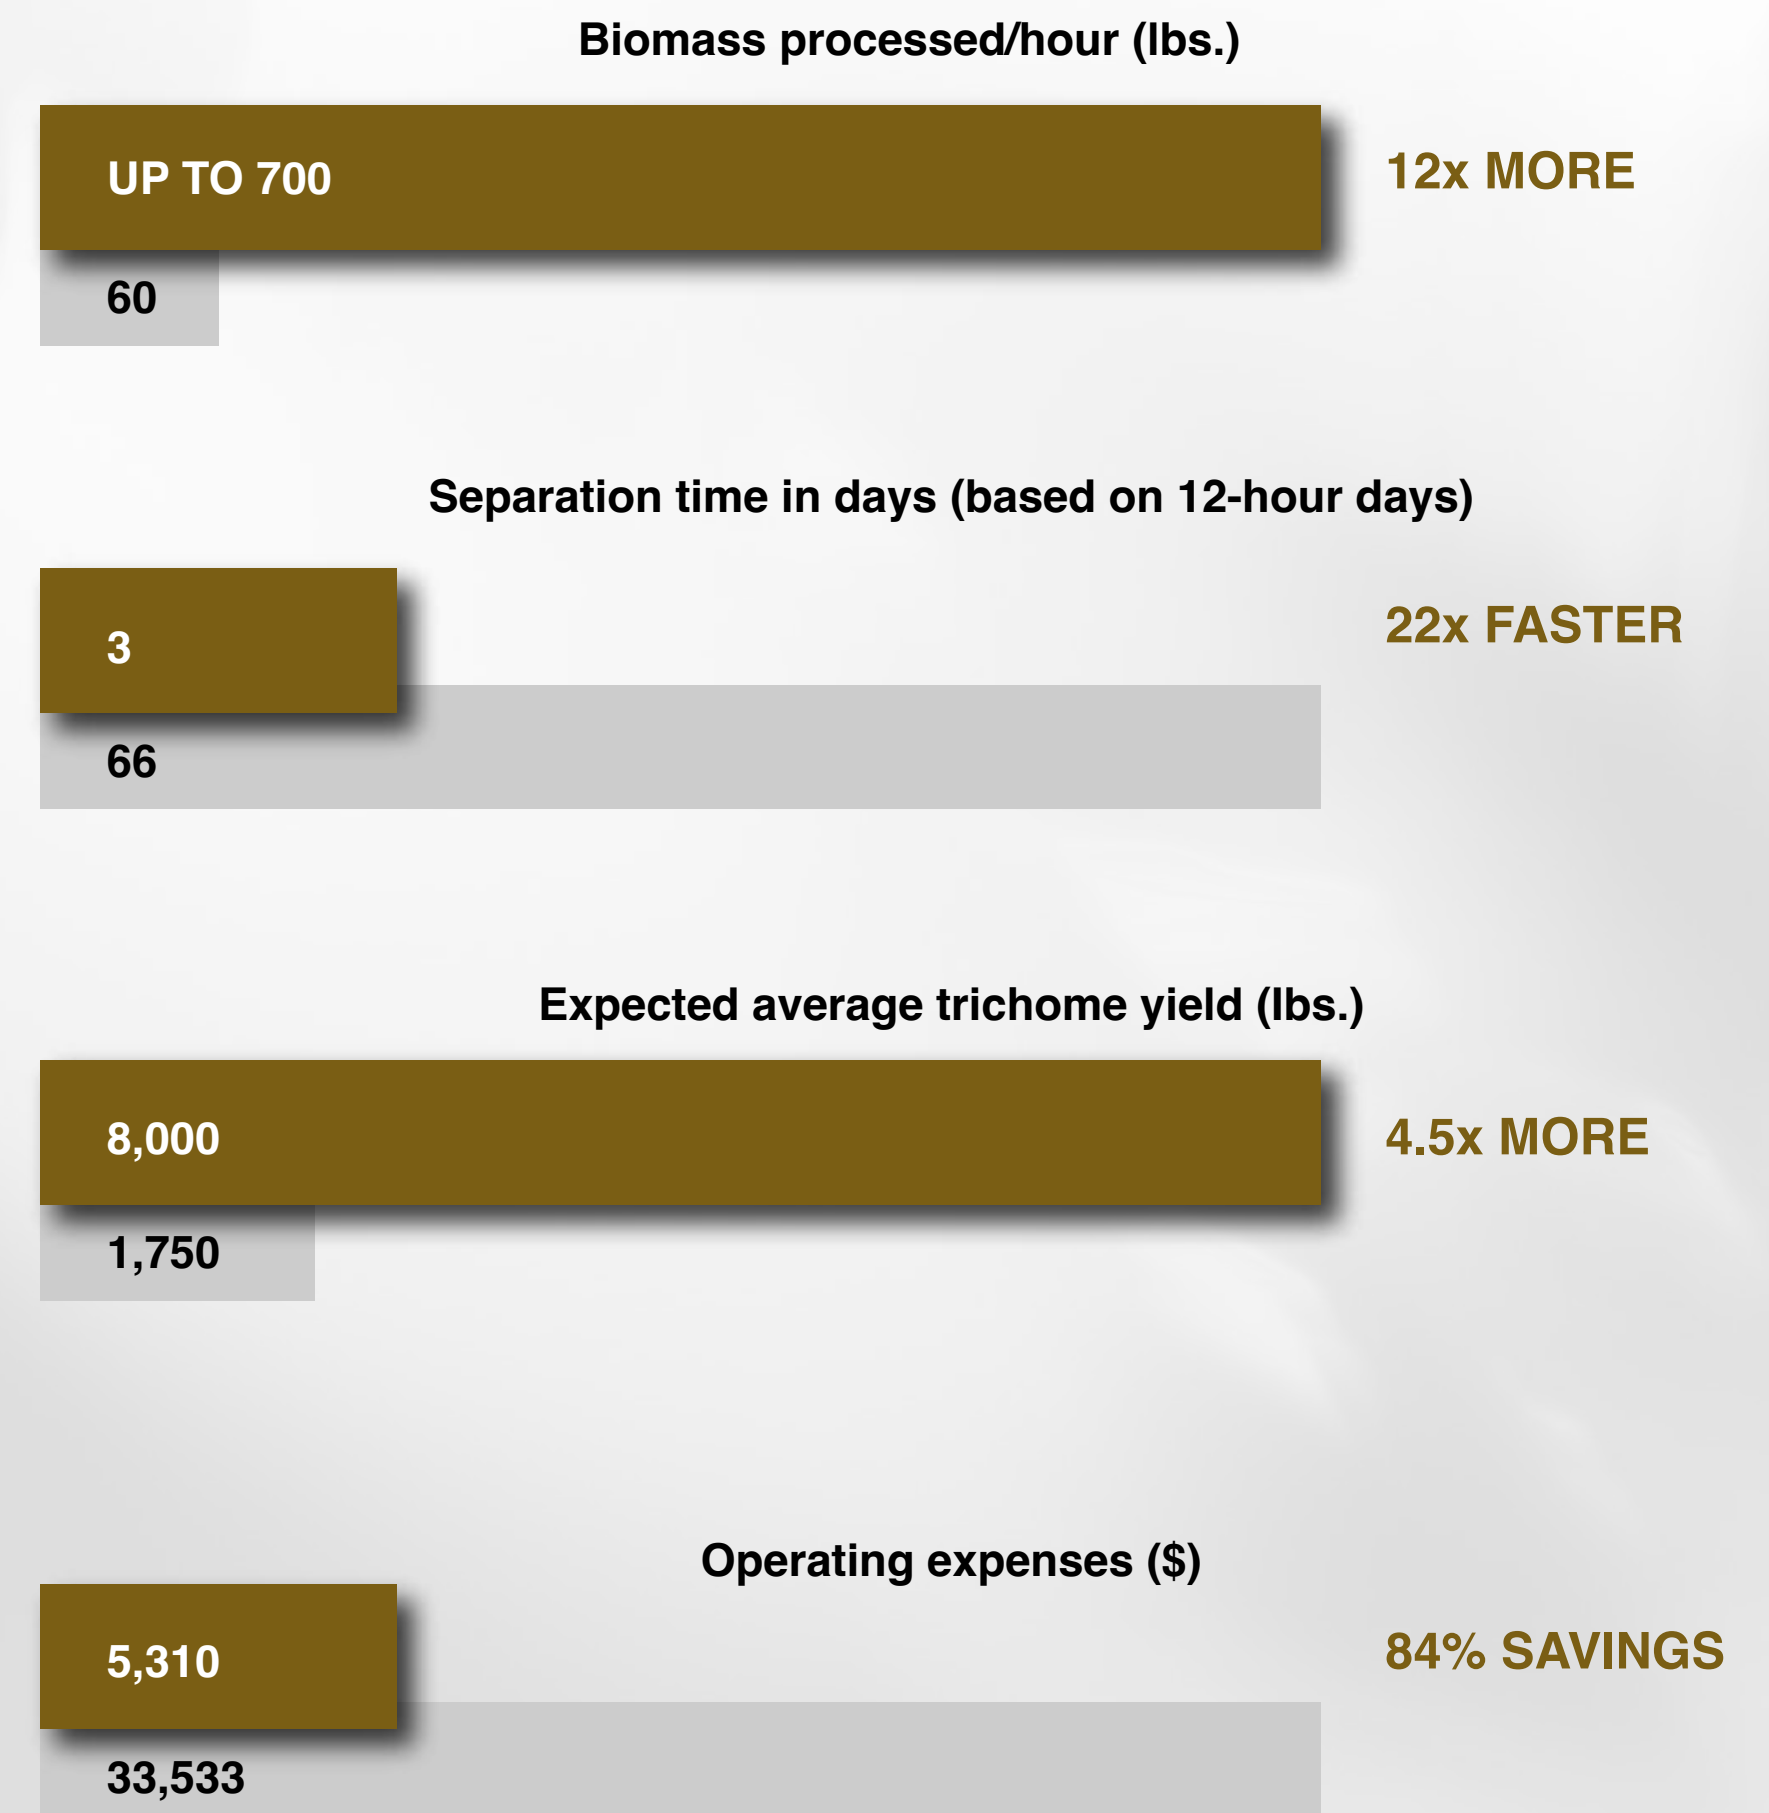 Biomass processed/hour (lbs.)
UP TO 700
12x MORE
60
Separation time in days (based on 12-hour days)
3
22x FASTER
66
Expected average trichome yield (lbs.)
8,000
4.5x MORE
1,750
Operating expenses ($)
5,310
84% SAVINGS
33,533